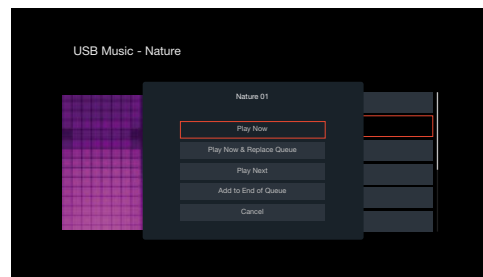 USB Music - Nature
Nature 01
Play Now
Play Now & Replace Queue
Play Next
Add to End of Queue
Cancel